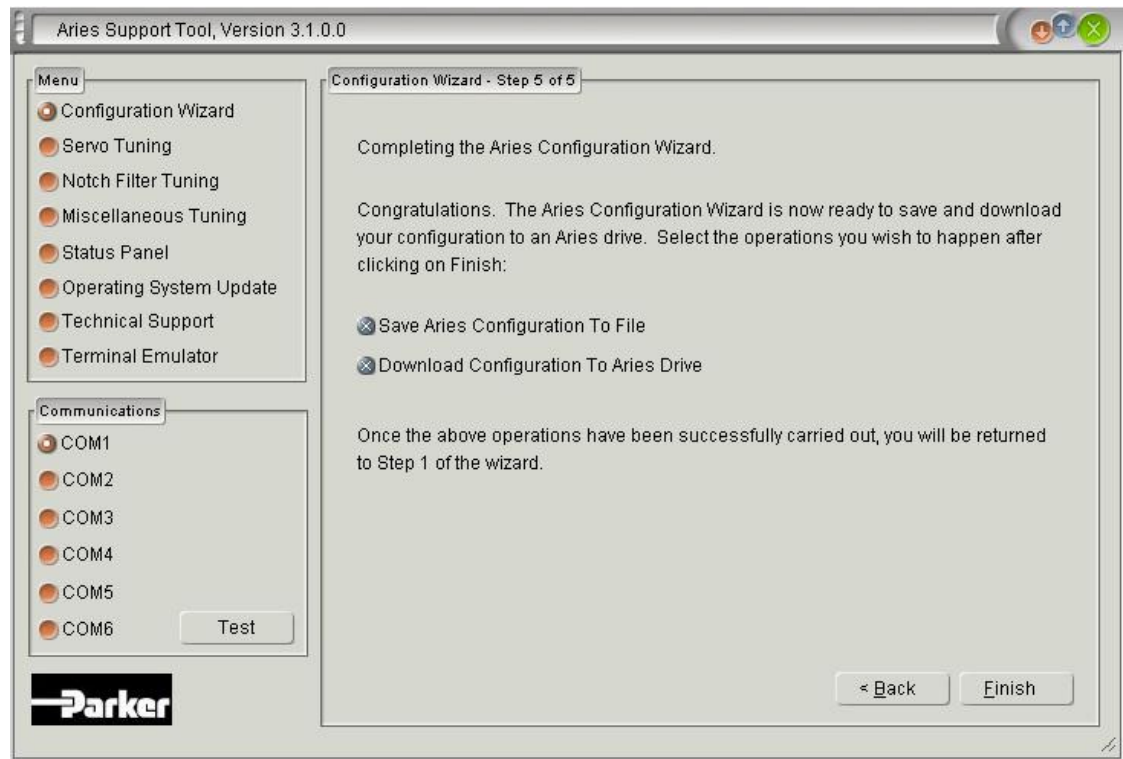 Aries Support Tool, Version 3.1.0.0
Menu
Configuration Wizard
Servo Tuning
Notch Filter Tuning
Miscellaneous Tuning
Status Panel
Operating System Update
Technical Support
Terminal Emulator
Communications
COM1
COM2
COM3
COM4
COM5
COM6
Test
Parker
Configuration Wizard - Step 5 of 5
Completing the Aries Configuration Wizard.
Congratulations. The Aries Configuration Wizard is now ready to save and download
your configuration to an Aries drive. Select the operations you wish to happen after
clicking on Finish:
Save Aries Configuration To File
Download Configuration To Aries Drive
Once the above operations have been successfully carried out, you will be returned
to Step 1 of the wizard.
< Back
Finish